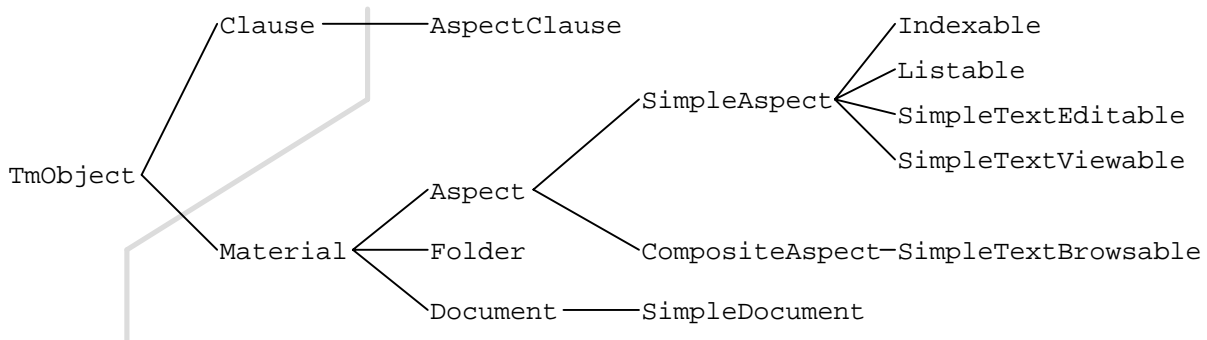 Clause AspectClause Indexable
Listable
SimpleAspect
SimpleTextEditable
SimpleTextViewable
TmObject
Aspect
Material Folder CompositeAspect SimpleTextBrowsable
Document SimpleDocument